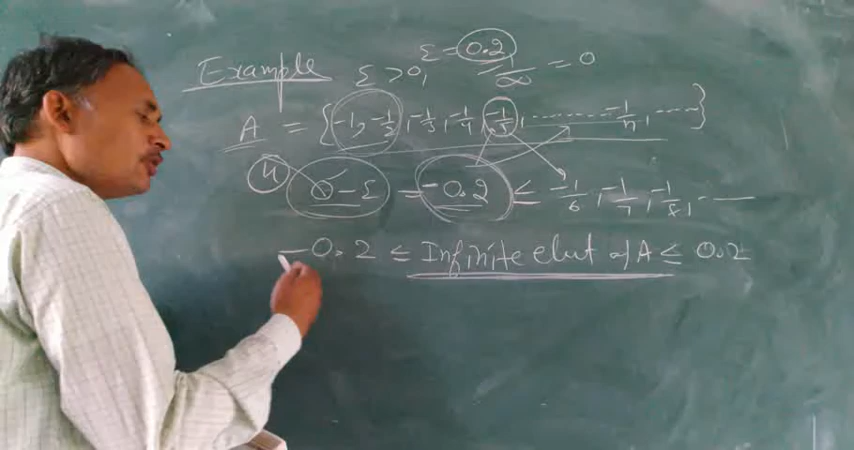 ε = 0.2
Example ε > 0, 1/∞ = 0
A = {-1, -1/2, -1/3, -1/4, -1/5, ........ -1/n, .....}
σ - ε = -0.2 ≤ -1/6, -1/7, -1/8, ——
-0.2 ≤ Infinite elmt of A ≤ 0.2